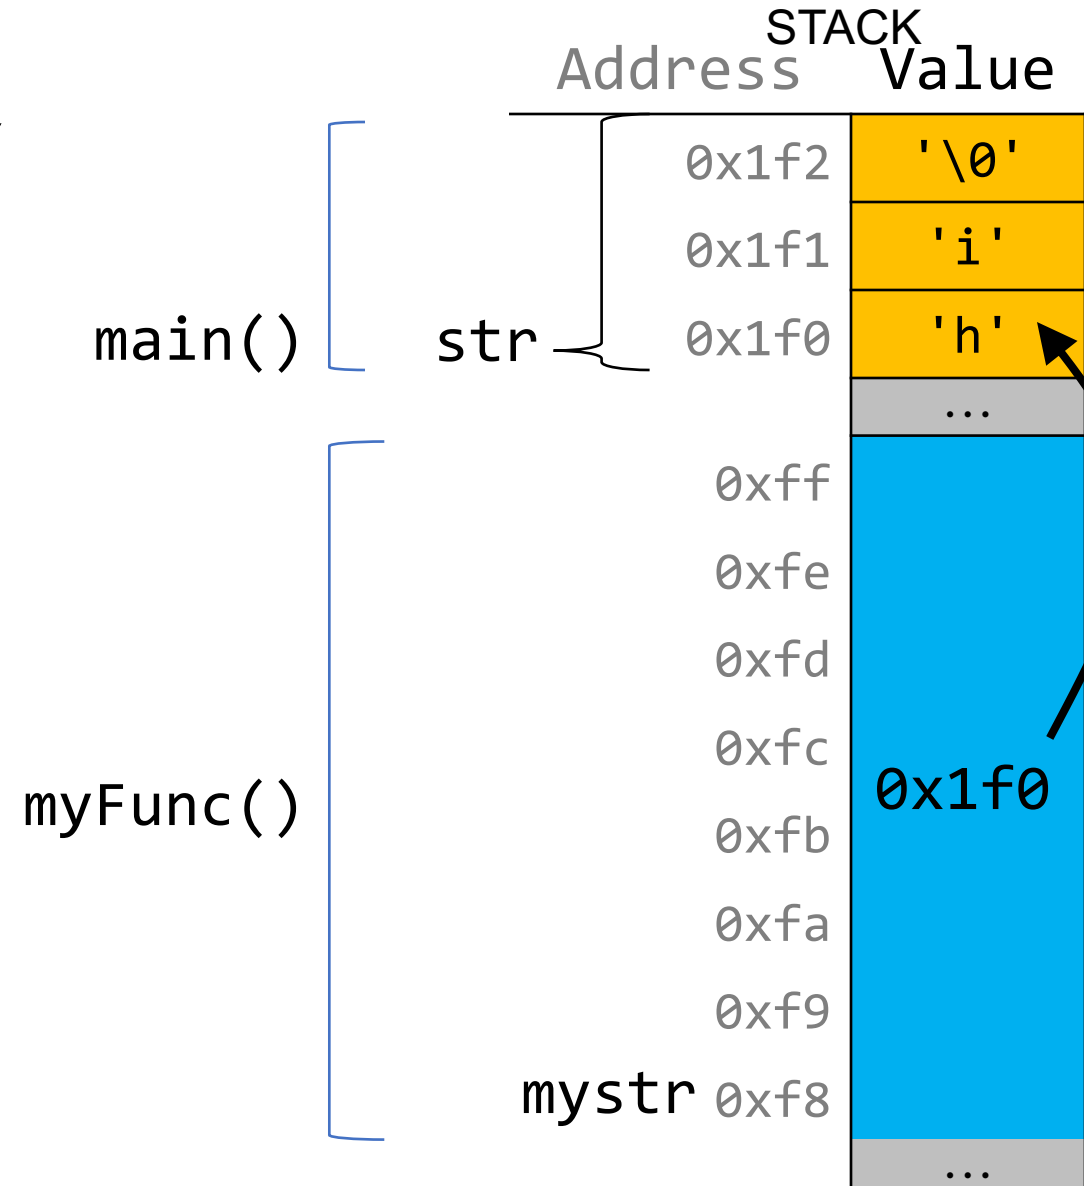 STACK
Address Value
0x1f2 '\0'
0x1f1 'i'
main() str 0x1f0 'h'
...
0xff
0xfe
0xfd
0xfc
myFunc() 0x1f0
0xfb
0xfa
0xf9
mystr 0xf8
...